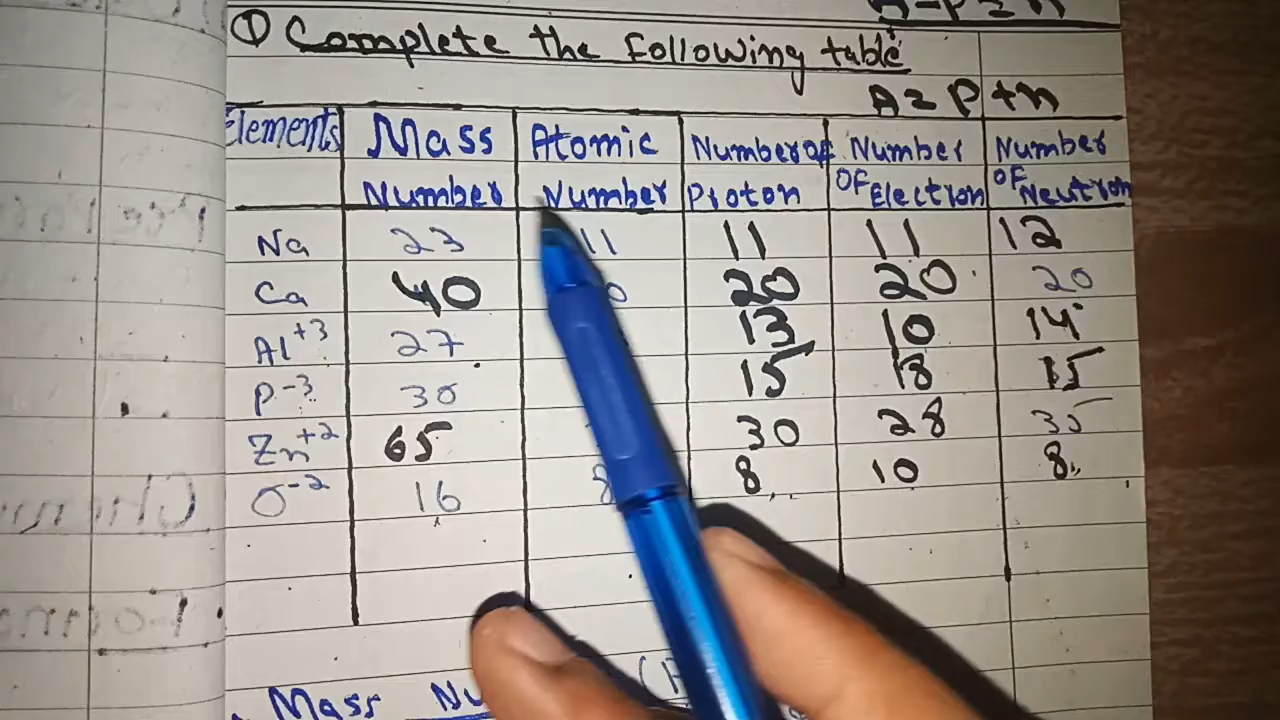 ① Complete the following table
A = P + n
Elements Mass Number Atomic Number Number of Proton Number Of Electron Number Of Neutron
Na 23 11 11 11 12
Ca 40 20 20 20
Al+3 27 13 10 14
P-3 30 15 18 15
Zn+2 65 30 28 35
O-2 16 8 8 10 8
Mass